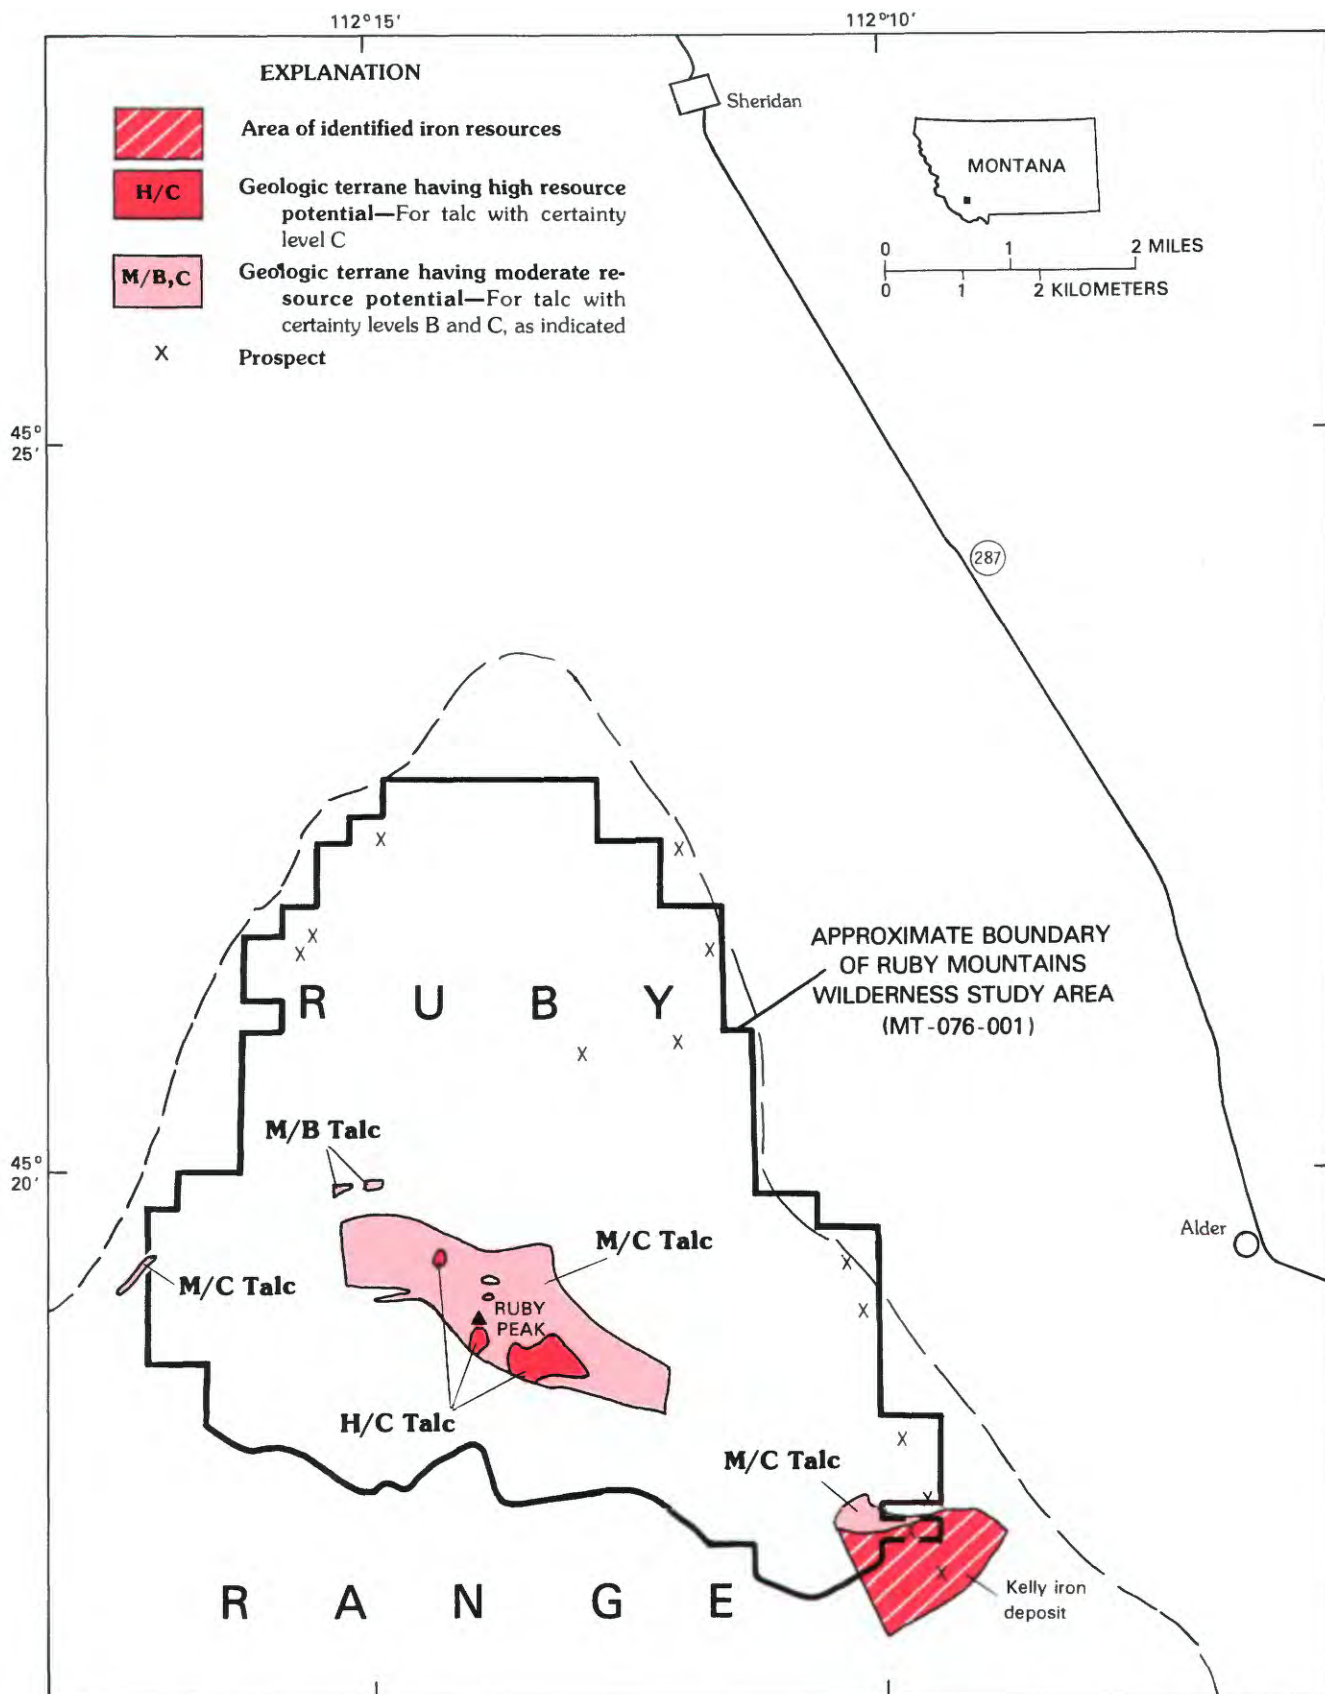 112°15'
112°10'
EXPLANATION
Area of identified iron resources
H/C
Geologic terrane having high resource
potential—For talc with certainty
level C
M/B,C
Geologic terrane having moderate re-
source potential—For talc with
certainty levels B and C, as indicated
X
Prospect
Sheridan
MONTANA
0 1 2 MILES
0 1 2 KILOMETERS
45°
25'
287
APPROXIMATE BOUNDARY
OF RUBY MOUNTAINS
WILDERNESS STUDY AREA
(MT-076-001)
R U B Y
M/B Talc
45°
20'
Alder
M/C Talc
M/C Talc
RUBY
PEAK
H/C Talc
M/C Talc
Kelly iron
deposit
R A N G E